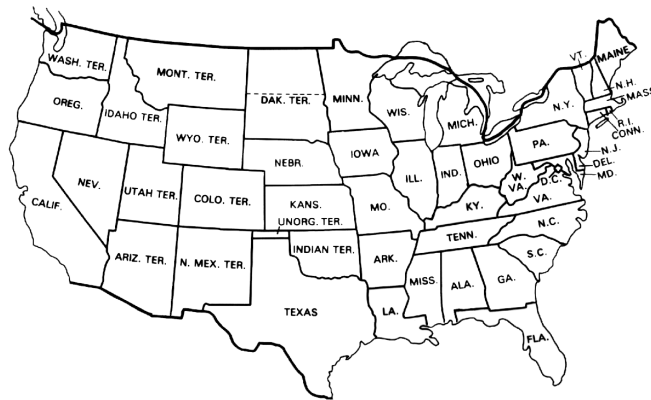 WASH. TER.
MONT. TER.
DAK. TER.
MINN.
VT.
MAINE
OREG.
IDAHO TER.
WYO. TER.
WIS.
MICH.
N.Y.
N.H.
MASS.
R.I.
CONN.
NEBR.
IOWA
ILL.
IND.
OHIO
PA.
N.J.
DEL.
MD.
CALIF.
NEV.
UTAH TER.
COLO. TER.
KANS.
UNORG. TER.
MO.
KY.
W.
VA.
D.C.
VA.
ARIZ. TER.
N. MEX. TER.
INDIAN TER.
ARK.
TENN.
N.C.
S.C.
TEXAS
LA.
MISS.
ALA.
GA.
FLA.